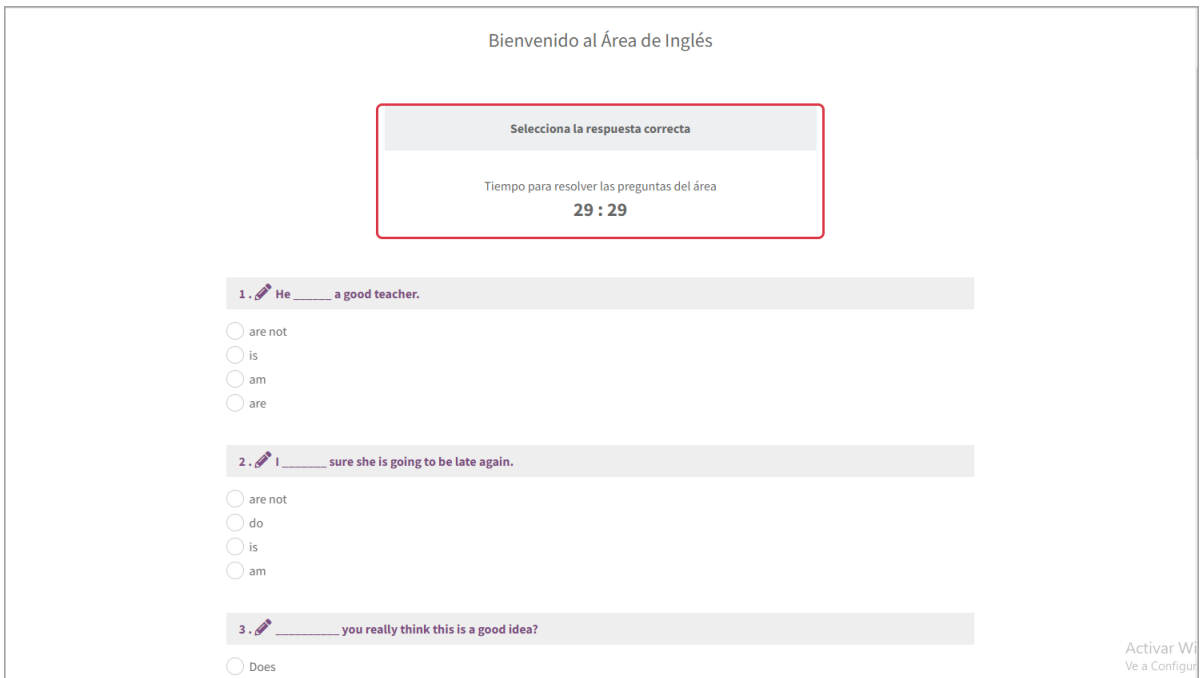 Bienvenido al Área de Inglés
Selecciona la respuesta correcta
Tiempo para resolver las preguntas del área
29 : 29
1 . He ______ a good teacher.
are not
is
am
are
2 . I _______ sure she is going to be late again.
are not
do
is
am
3 . __________ you really think this is a good idea?
Does
Activar Wi
Ve a Configur